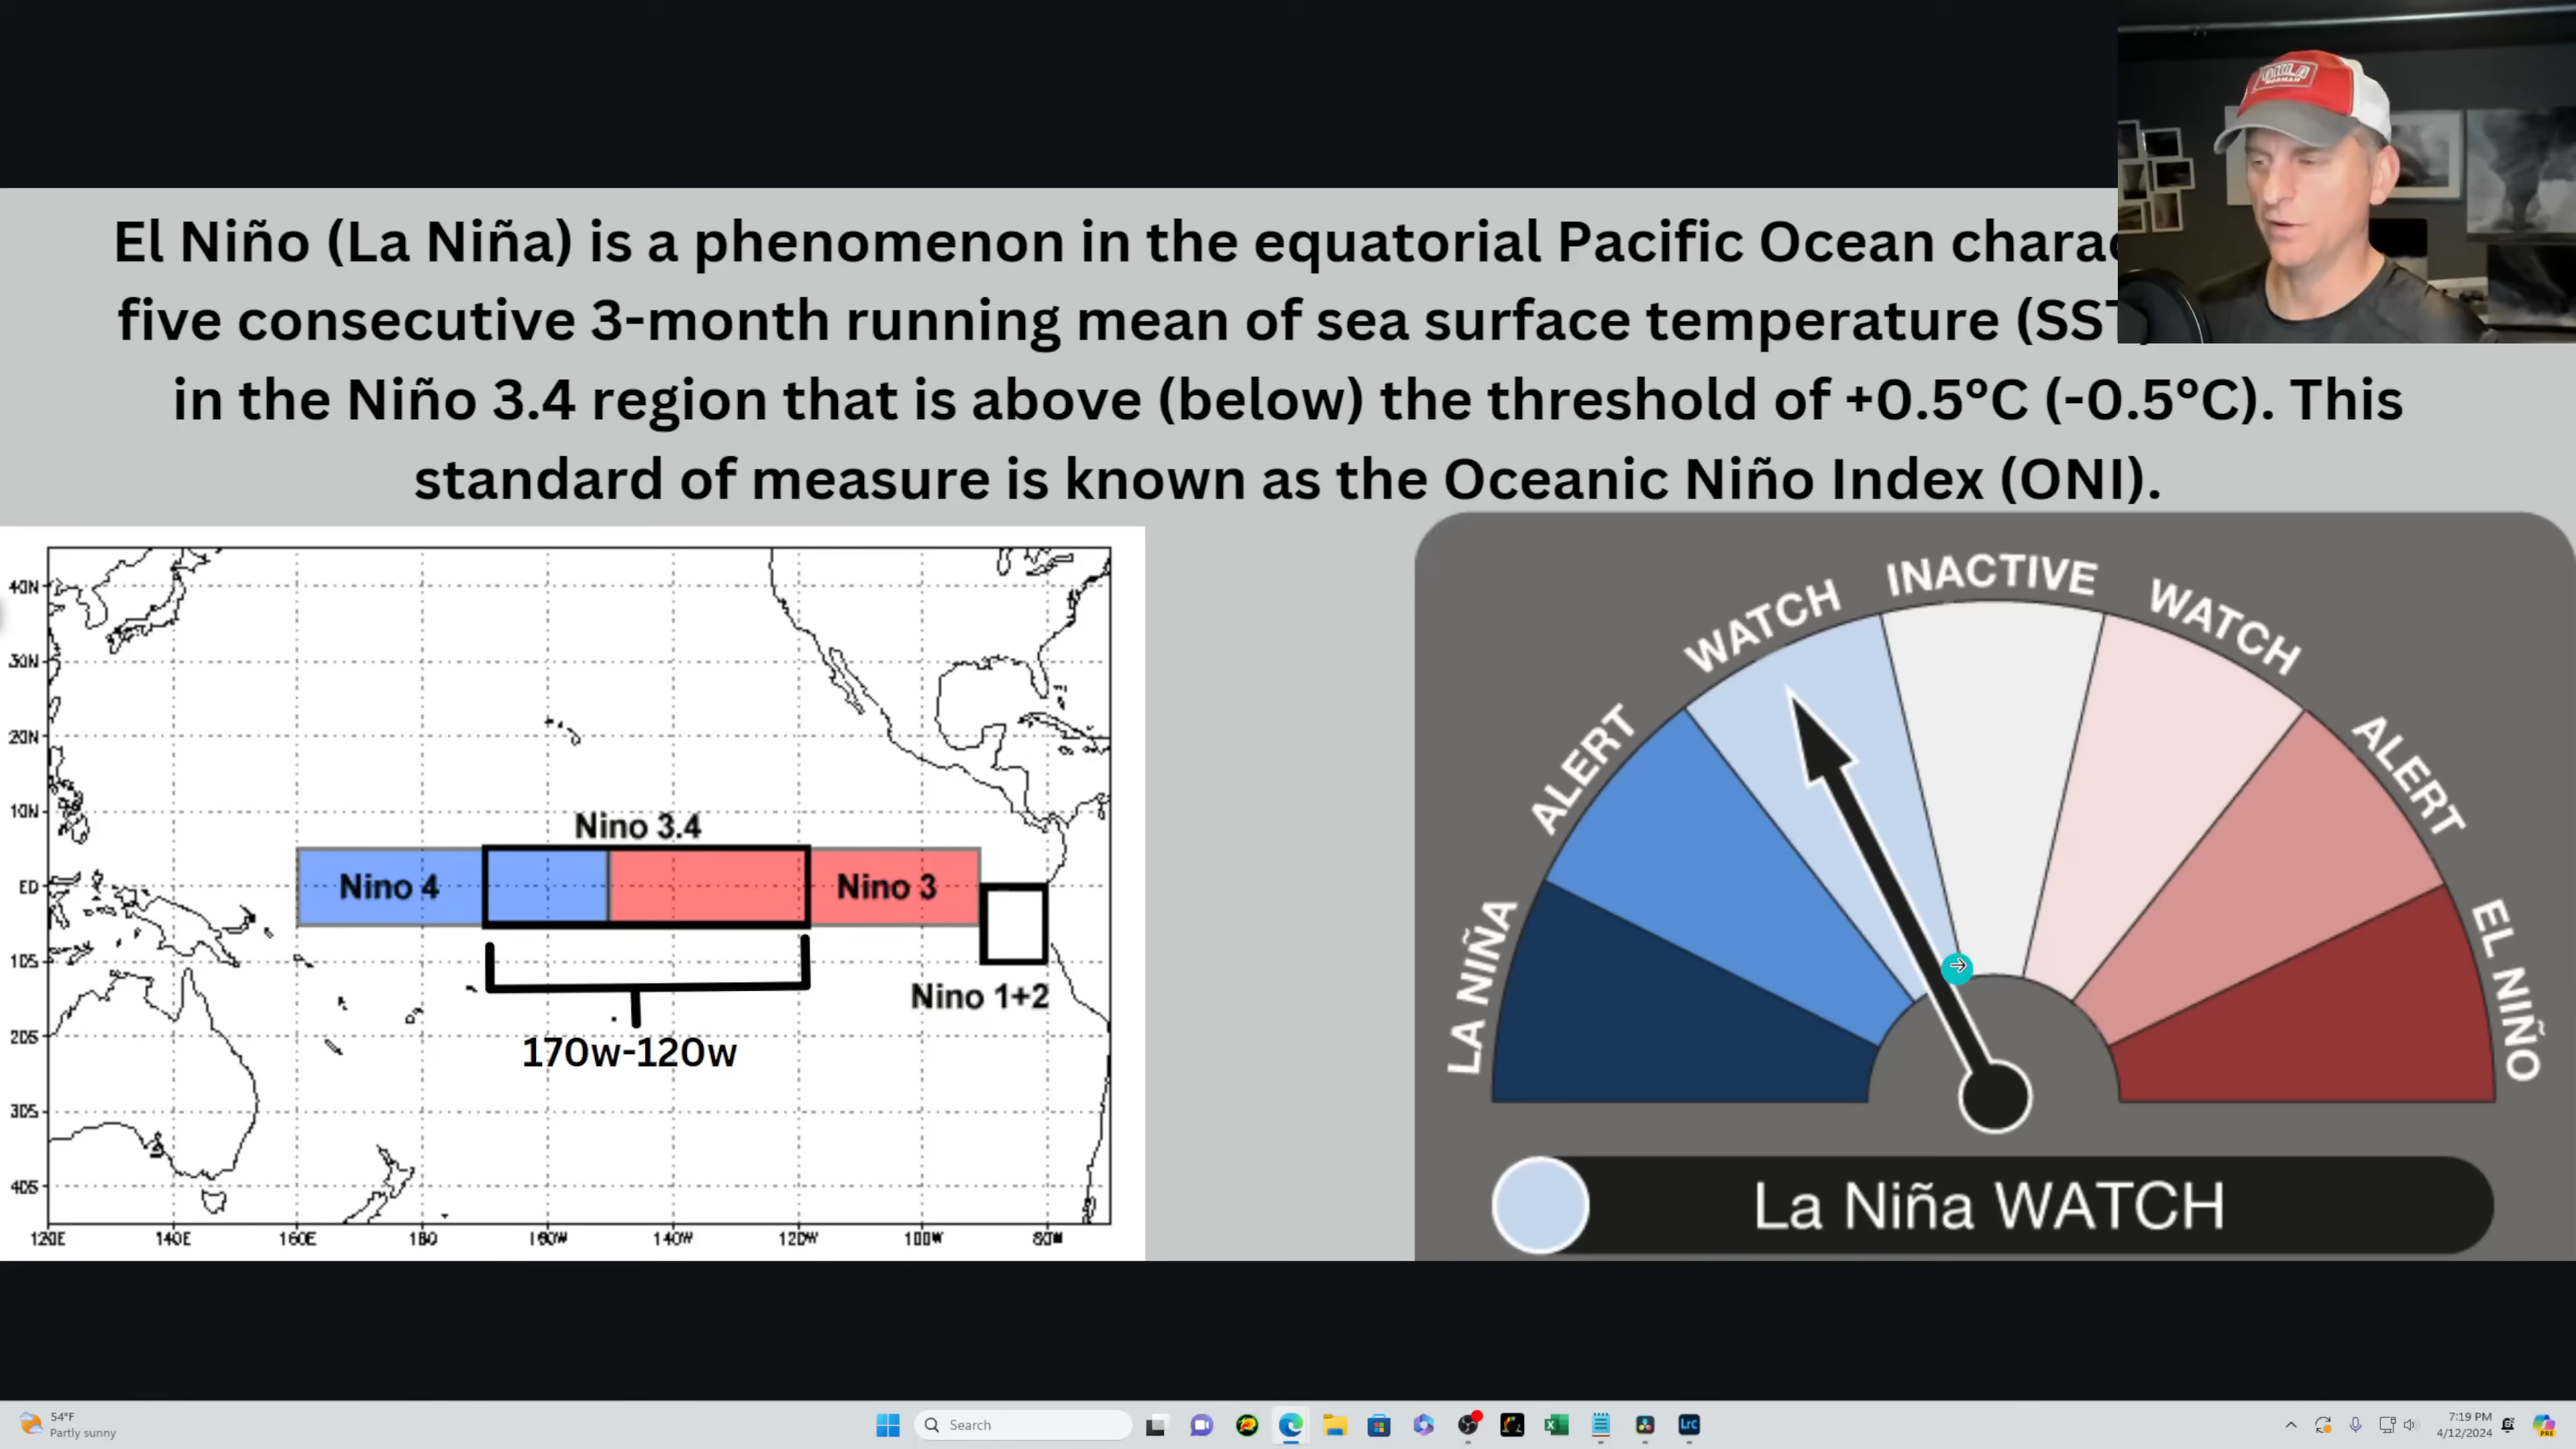 El Niño (La Niña) is a phenomenon in the equatorial Pacific Ocean
five consecutive 3-month running mean of sea surface temperature
in the Niño 3.4 region that is above (below) the threshold of +0.5°C (-0.5°C). This
standard of measure is known as the Oceanic Niño Index (ONI).
40N
30N
20N
10N
EQ
10S
20S
30S
40S
120E 140E 160E 180 160W 140W 120W 100W 80W
Nino 3.4
Nino 4
Nino 3
Nino 1+2
170w-120w
LA NIÑA
ALERT
WATCH
INACTIVE
WATCH
ALERT
EL NIÑO
La Niña WATCH
54°F
Partly sunny
Search
LrC
7:19 PM
4/12/2024